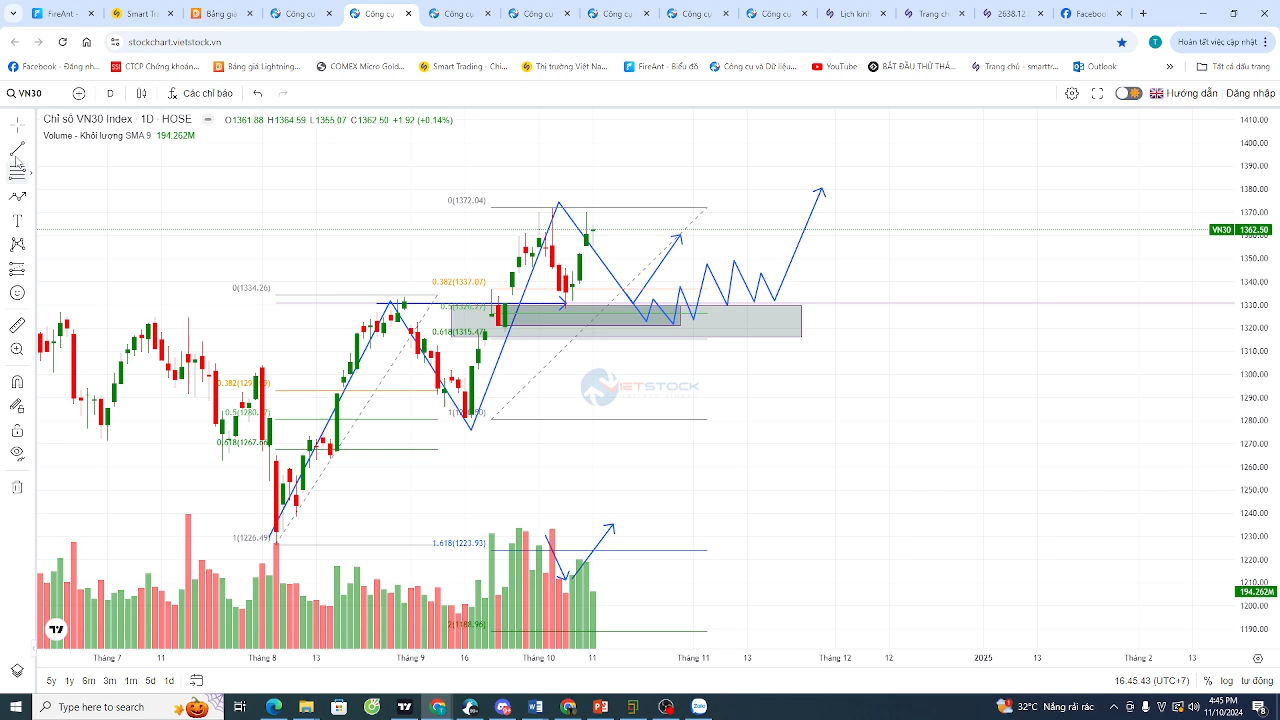 FireAnt -
Smart Tra
Bảng giá
Công cụ
Công cụ
Công cụ
Công cụ
Công cụ
Công cụ
Công cụ
Lịch kinh
Trang ch
2638.12
Facebook
stockchart.vietstock.vn
T
Hoàn tất việc cập nhật
Facebook - Đăng nh...
CTCP Chứng khoán...
Bảng giá Lightning...
COMEX Micro Gold...
Smart Trading - Chi...
Thị trường Việt Na...
FireAnt - Biểu đồ
Công cụ và Dữ liệu...
YouTube
BẮT ĐẦU THỬ THÁ...
Trang chủ - smarttr...
Outlook
»
Tất cả dấu trang
VN30
D
Các chỉ báo
Hướng dẫn
Đăng nhập
Chỉ số VN30 Index · 1D · HOSE
O1361.88 H1364.59 L1355.07 C1362.50 +1.92 (+0.14%)
Volume - Khối lượng SMA 9 194.262M
1410.00
1400.00
1390.00
1380.00
1370.00
VN30 1362.50
1360.00
1340.00
1330.00
1320.00
1310.00
1300.00
1290.00
1280.00
1270.00
1260.00
1250.00
1240.00
1230.00
1220.00
1210.00
194.262M
1200.00
1190.00
0(1372.04)
0.382(1337.07)
0(1334.26)
0.618(1315.47)
VIETSTOCK
0.618(1267.66)
1(1226.49)
1.618(1223.93)
2(1188.96)
Tháng 7
11
Tháng 8
13
Tháng 9
16
Tháng 10
11
Tháng 11
13
Tháng 12
12
2025
13
Tháng 2
13
5y
1y
6m
3m
1m
5d
1d
16:45:43 (UTC+7)
%
log
tự động
Type here to search
32°C Nắng rải rác
4:45 PM
11/10/2024